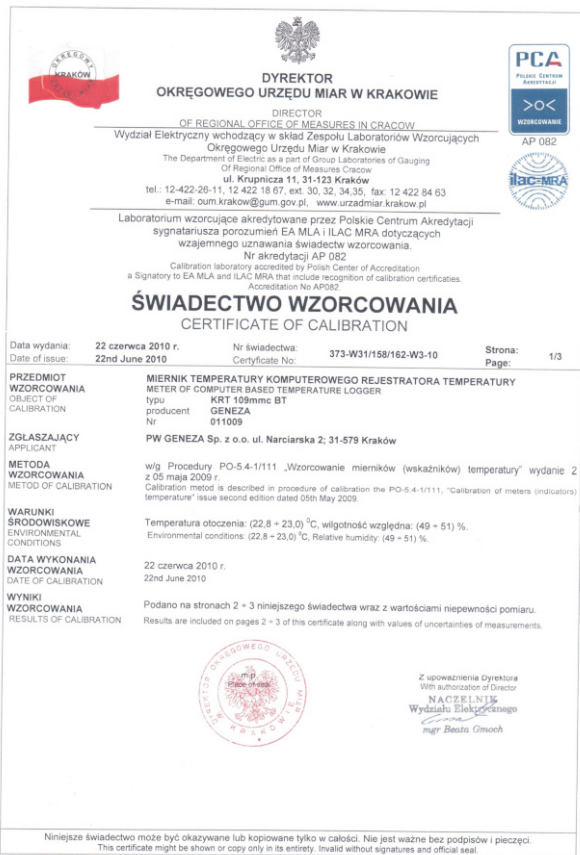 OKRĘGOWY
KRAKÓW
URZĄD MIAR
PCA
POLSKIE CENTRUM
AKREDYTACJI
WZORCOWANIE
AP 082
ilac-MRA
DYREKTOR
OKRĘGOWEGO URZĘDU MIAR W KRAKOWIE
DIRECTOR
OF REGIONAL OFFICE OF MEASURES IN CRACOW
Wydział Elektryczny wchodzący w skład Zespołu Laboratoriów Wzorcujących
Okręgowego Urzędu Miar w Krakowie
The Department of Electric as a part of Group Laboratories of Gauging
Of Regional Office of Measures Cracow
ul. Krupnicza 11, 31-123 Kraków
tel.: 12-422-26-11, 12 422 18 67, ext. 30, 32, 34,35, fax: 12 422 84 63
e-mail: oum.krakow@gum.gov.pl, www.urzadmiar.krakow.pl
Laboratorium wzorcujące akredytowane przez Polskie Centrum Akredytacji
sygnatariusza porozumień EA MLA i ILAC MRA dotyczących
wzajemnego uznawania świadectw wzorcowania.
Nr akredytacji AP 082
Calibration laboratory accredited by Polish Center of Accreditation
a Signatory to EA MLA and ILAC MRA that include recognition of calibration certificates.
Accreditation No AP082.
ŚWIADECTWO WZORCOWANIA
CERTIFICATE OF CALIBRATION
Data wydania: 22 czerwca 2010 r. Nr świadectwa: 373-W31/158/162-W3-10 Strona: 1/3
Date of issue: 22nd June 2010 Certyficate No: Page:
PRZEDMIOT WZORCOWANIA
OBJECT OF CALIBRATION
MIERNIK TEMPERATURY KOMPUTEROWEGO REJESTRATORA TEMPERATURY
METER OF COMPUTER BASED TEMPERATURE LOGGER
typu KRT 109mmc BT
producent GENEZA
Nr 011009
ZGŁASZAJĄCY
APPLICANT
PW GENEZA Sp. z o.o. ul. Narciarska 2; 31-579 Kraków
METODA WZORCOWANIA
METOD OF CALIBRATION
w/g Procedury PO-5.4-1/111 „Wzorcowanie mierników (wskaźników) temperatury" wydanie 2
z 05 maja 2009 r.
Calibration metod is described in procedure of calibration the PO-5.4-1/111, "Calibration of meters (indicators)
temperature" issue second edition dated 05th May 2009.
WARUNKI ŚRODOWISKOWE
ENVIRONMENTAL CONDITIONS
Temperatura otoczenia: (22,8 ÷ 23,0) °C, wilgotność względna: (49 ÷ 51) %.
Environmental conditions: (22,8 ÷ 23,0) °C, Relative humidity: (49 ÷ 51) %.
DATA WYKONANIA WZORCOWANIA
DATE OF CALIBRATION
22 czerwca 2010 r.
22nd June 2010
WYNIKI WZORCOWANIA
RESULTS OF CALIBRATION
Podano na stronach 2 ÷ 3 niniejszego świadectwa wraz z wartościami niepewności pomiaru.
Results are included on pages 2 ÷ 3 of this certificate along with values of uncertainties of measurements.
DYREKTOR OKRĘGOWEGO URZĘDU MIAR W KRAKOWIE
m.p.
Place of seal
Z upoważnienia Dyrektora
With authorization of Director
NACZELNIK
Wydziału Elektrycznego
mgr Beata Gmoch
Niniejsze świadectwo może być okazywane lub kopiowane tylko w całości. Nie jest ważne bez podpisów i pieczęci.
This certificate might be shown or copy only in its entirety. Invalid without signatures and official seal.